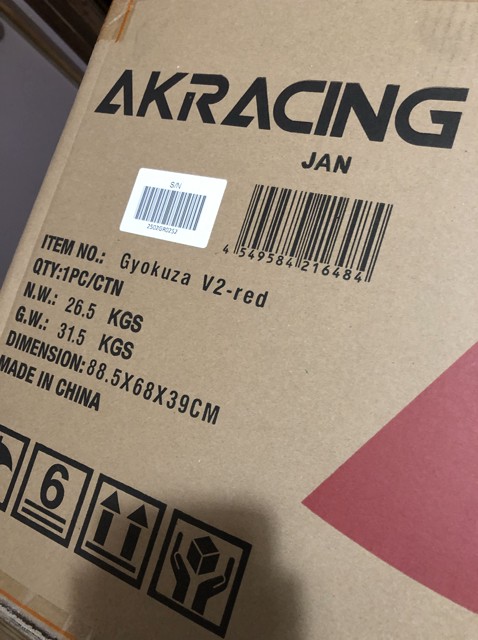 AKRACING
JAN
S/N
2502GR0252
4 549584 216484
ITEM NO.: Gyokuza V2-red
QTY:1PC/CTN
N.W.: 26.5 KGS
G.W.: 31.5 KGS
DIMENSION:88.5X68X39CM
MADE IN CHINA
6